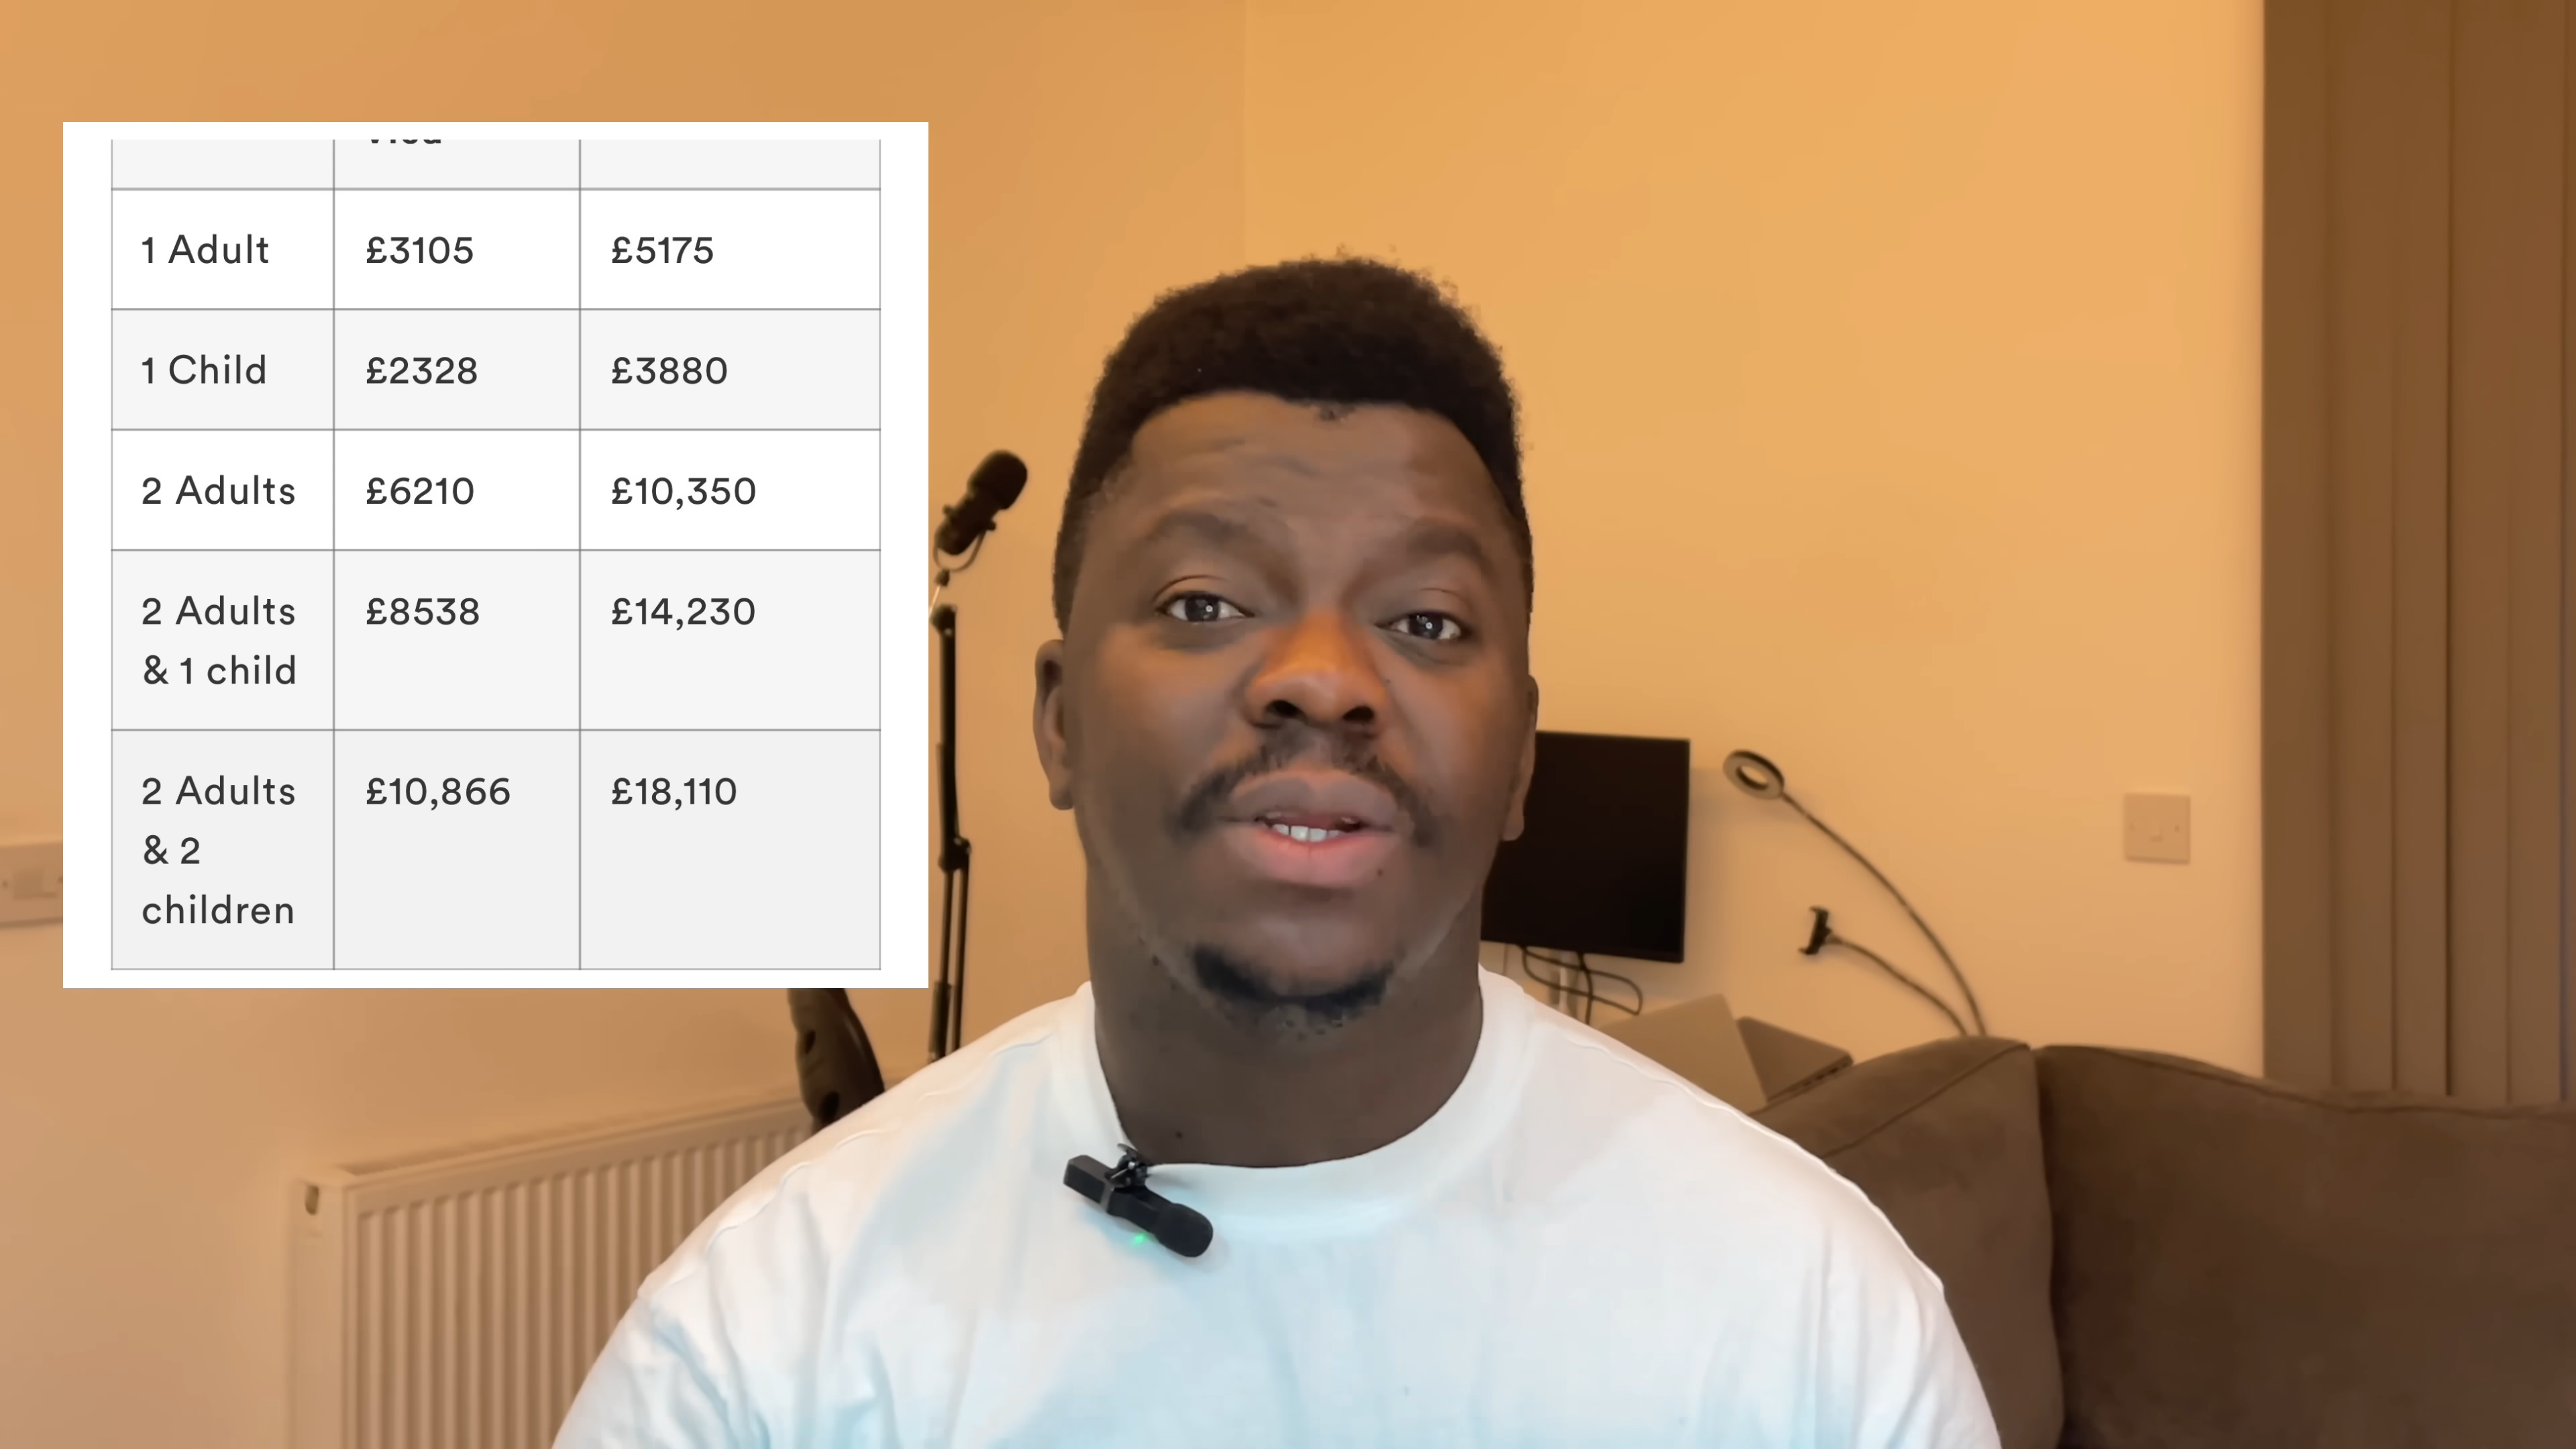 1 Adult £3105 £5175
1 Child £2328 £3880
2 Adults £6210 £10,350
2 Adults £8538 £14,230
& 1 child
2 Adults £10,866 £18,110
& 2
children